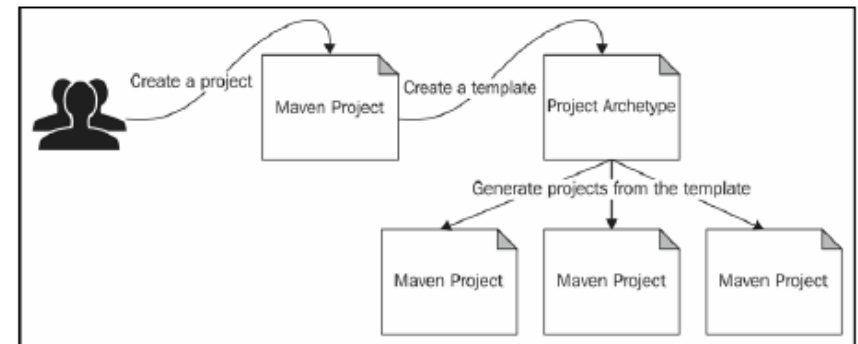 Create a project
Maven Project
Create a template
Project Archetype
Generate projects from the template
Maven Project
Maven Project
Maven Project